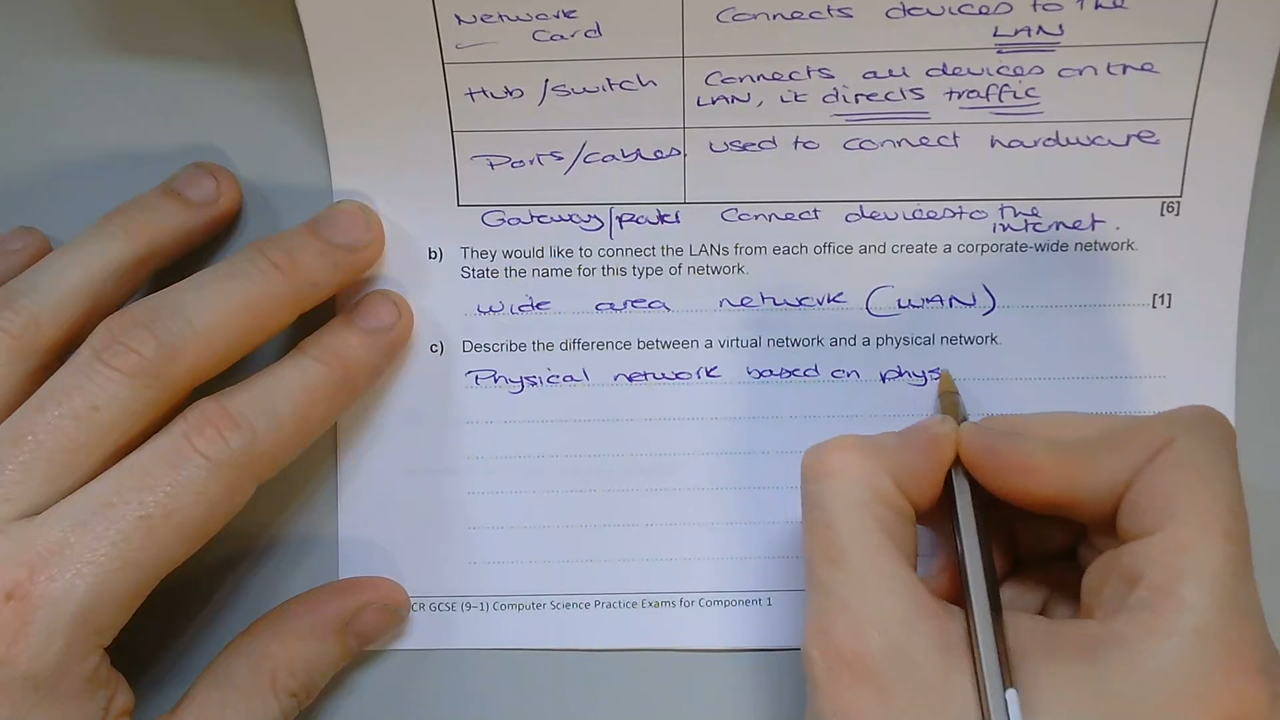 Network Connects devices to the
Card LAN
Hub/Switch Connects all devices on the
LAN, it directs traffic
Ports/cables used to connect hardware
Gateway/ Connect devices to the [6]
internet.
b) They would like to connect the LANs from each office and create a corporate-wide network.
State the name for this type of network.
wide area network (WAN) [1]
c) Describe the difference between a virtual network and a physical network.
Physical network based on phys
CR GCSE (9–1) Computer Science Practice Exams for Component 1